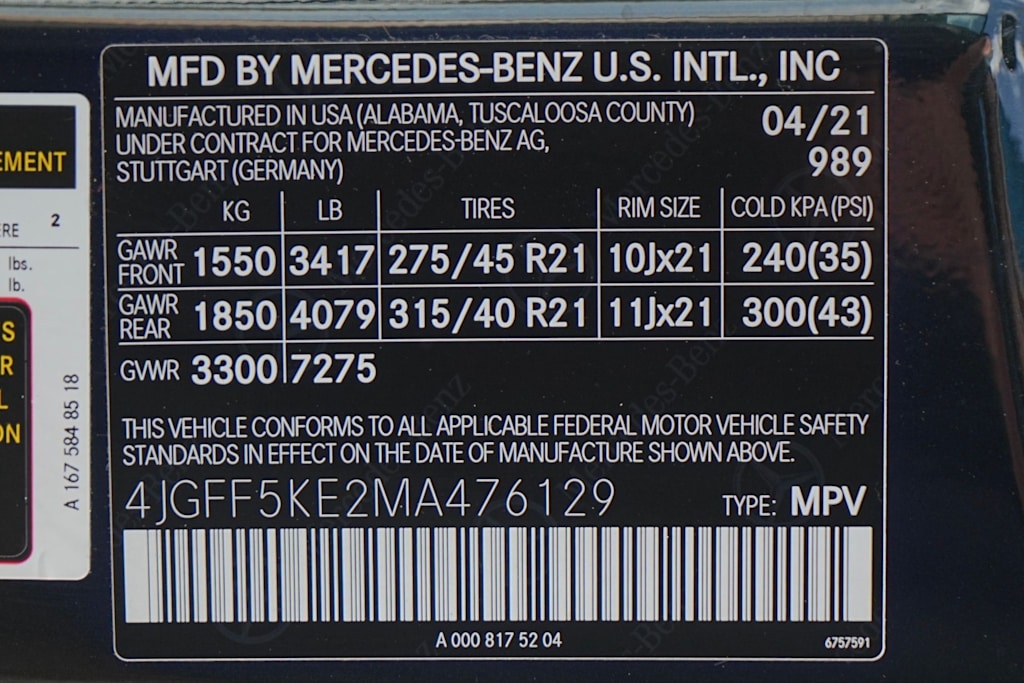 MFD BY MERCEDES-BENZ U.S. INTL., INC
MANUFACTURED IN USA (ALABAMA, TUSCALOOSA COUNTY)
UNDER CONTRACT FOR MERCEDES-BENZ AG,
STUTTGART (GERMANY)
04/21
989
KG LB TIRES RIM SIZE COLD KPA (PSI)
GAWR FRONT 1550 3417 275/45 R21 10Jx21 240(35)
GAWR REAR 1850 4079 315/40 R21 11Jx21 300(43)
GVWR 3300 7275
THIS VEHICLE CONFORMS TO ALL APPLICABLE FEDERAL MOTOR VEHICLE SAFETY
STANDARDS IN EFFECT ON THE DATE OF MANUFACTURE SHOWN ABOVE.
4JGFF5KE2MA476129 TYPE: MPV
A 000 817 52 04
6757591
EMENT
ERE 2
lbs.
lb.
S
R
L
ON
A 167 584 85 18